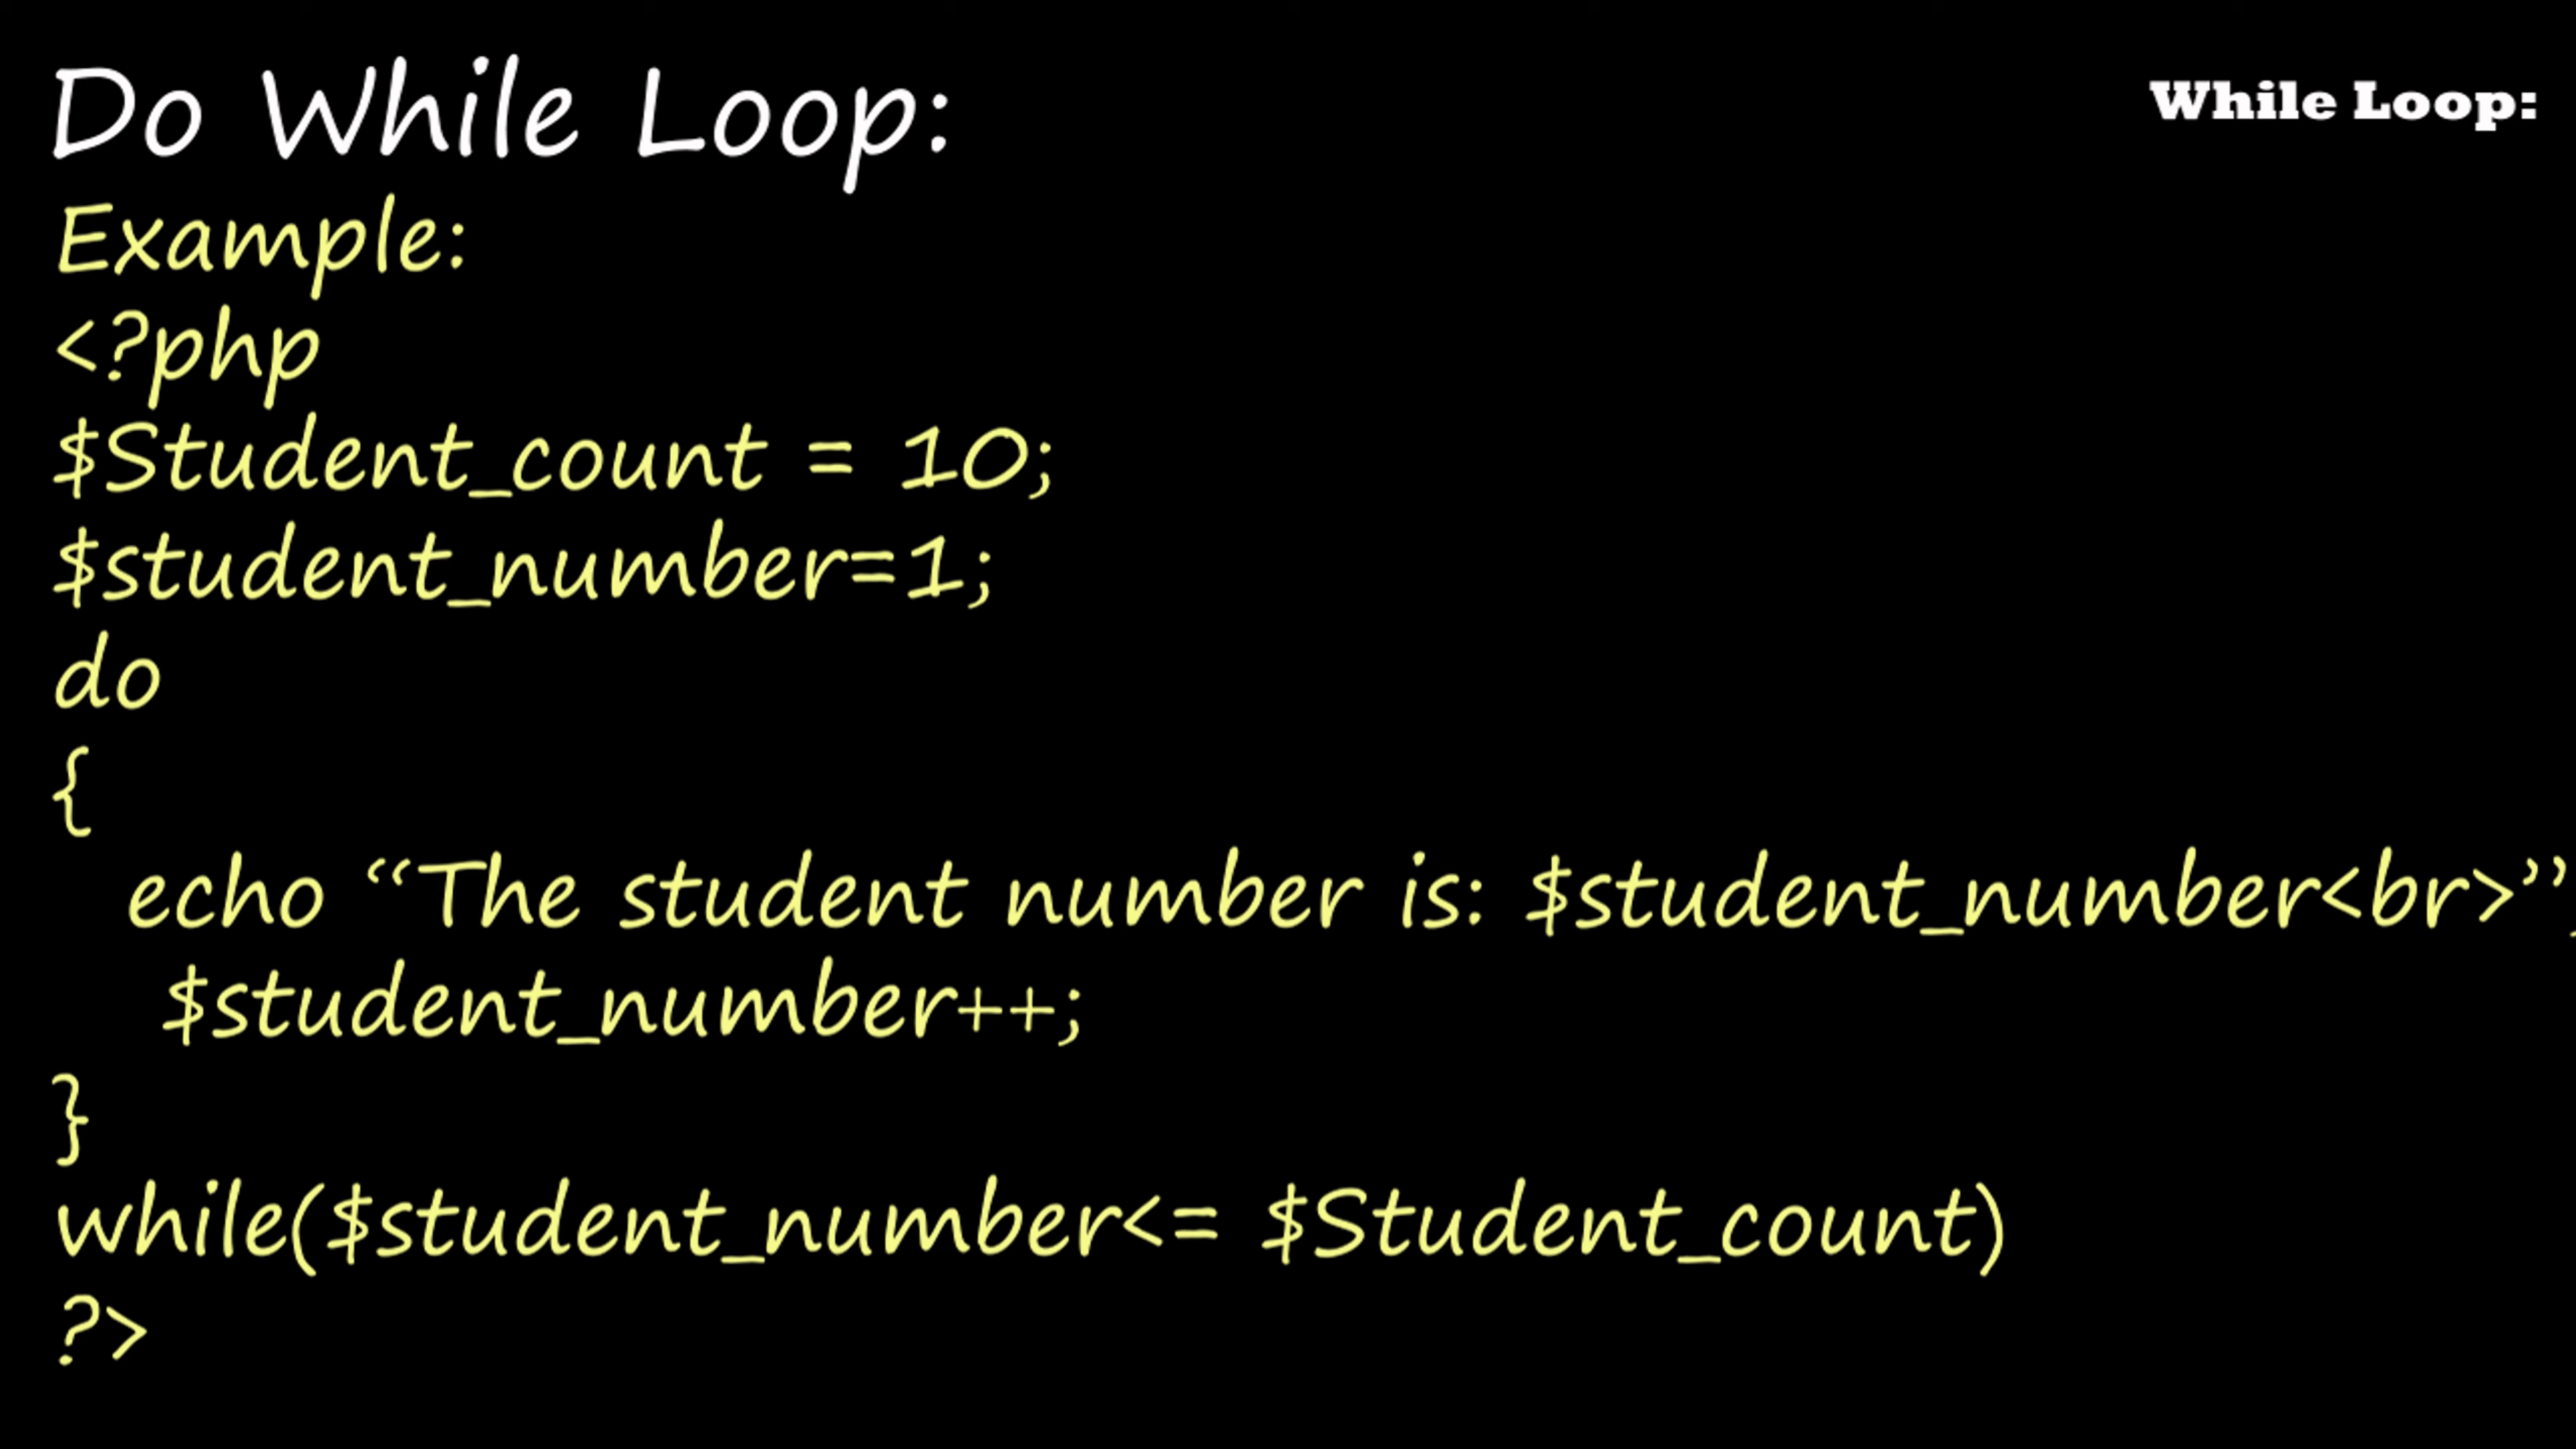 Do While Loop:
While Loop:
Example:
<?php
$Student_count = 10;
$student_number=1;
do
{
echo “The student number is: $student_number<br>”;
$student_number++;
}
while($student_number<= $Student_count)
?>